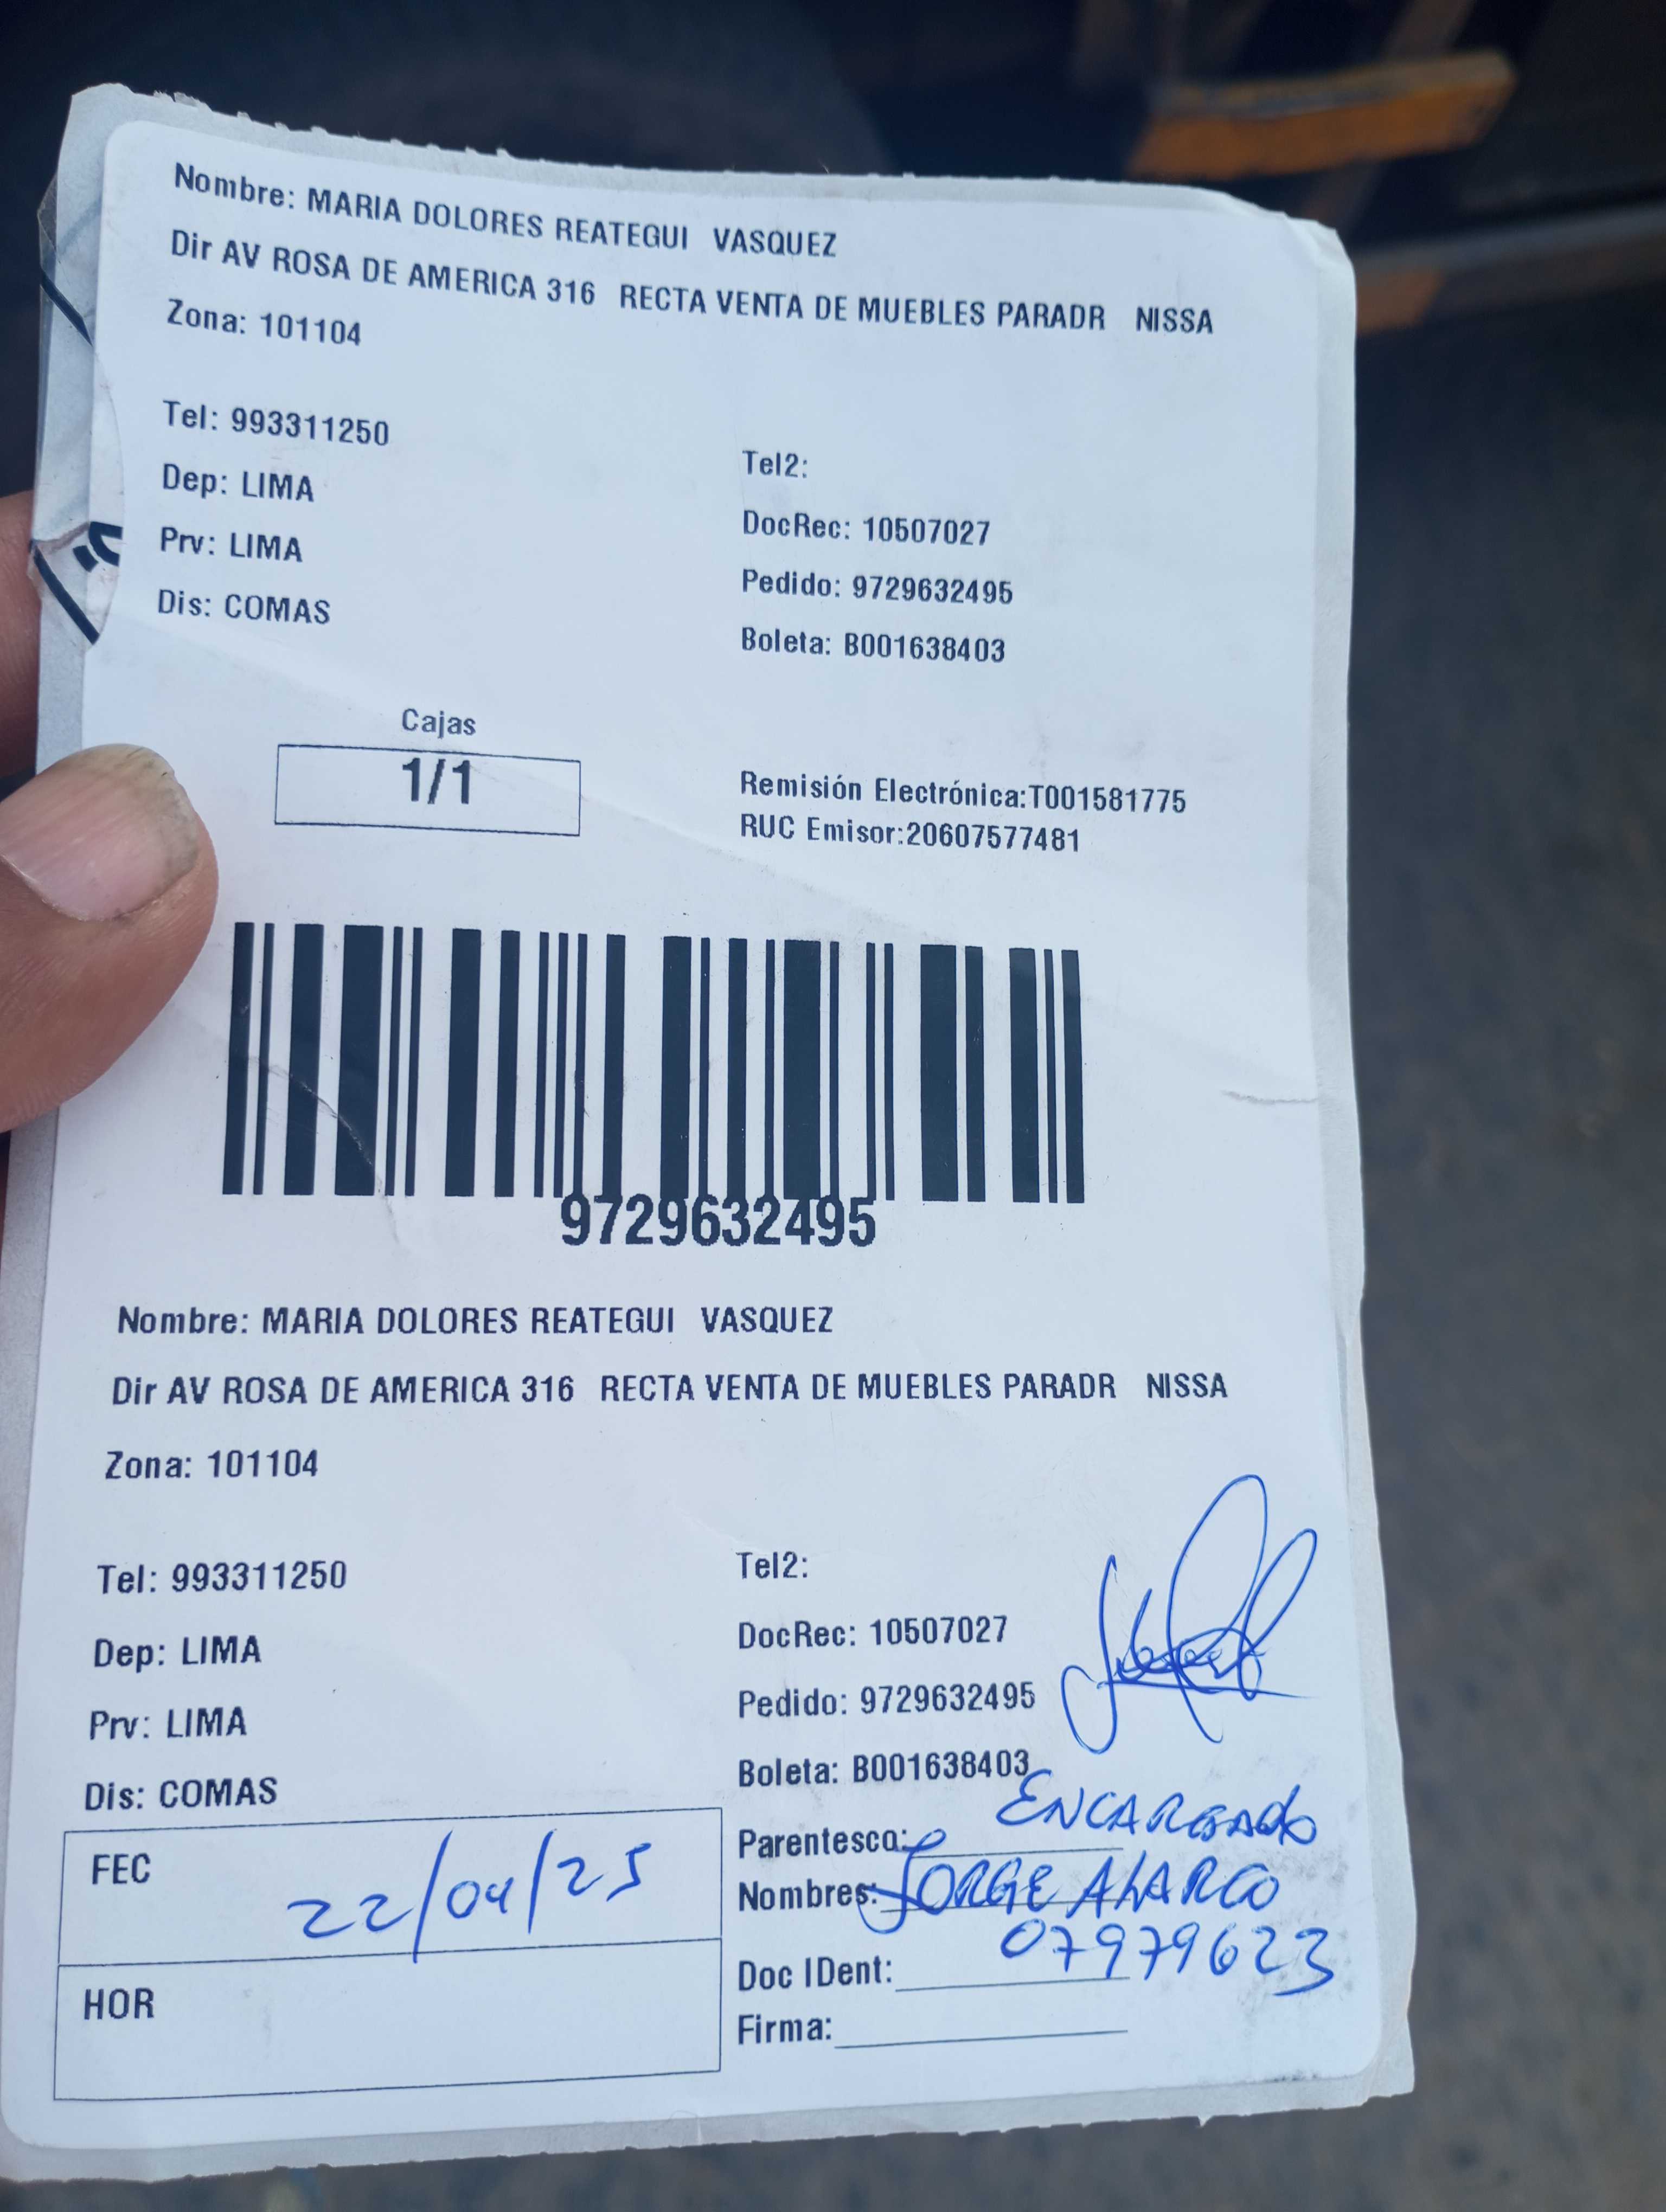 Nombre: MARIA DOLORES REATEGUI VASQUEZ
Dir AV ROSA DE AMERICA 316 RECTA VENTA DE MUEBLES PARADR NISSA
Zona: 101104
Tel: 993311250
Tel2:
Dep: LIMA
DocRec: 10507027
Prv: LIMA
Pedido: 9729632495
Dis: COMAS
Boleta: B001638403
Cajas
1/1
Remisión Electrónica:T001581775
RUC Emisor:20607577481
9729632495
Nombre: MARIA DOLORES REATEGUI VASQUEZ
Dir AV ROSA DE AMERICA 316 RECTA VENTA DE MUEBLES PARADR NISSA
Zona: 101104
Tel: 993311250
Tel2:
Dep: LIMA
DocRec: 10507027
Prv: LIMA
Pedido: 9729632495
Dis: COMAS
Boleta: B001638403
FEC 22/04/25
HOR
Parentesco: ENCARGADO
Nombres: JORGE ALARCO
Doc IDent: 07979623
Firma: